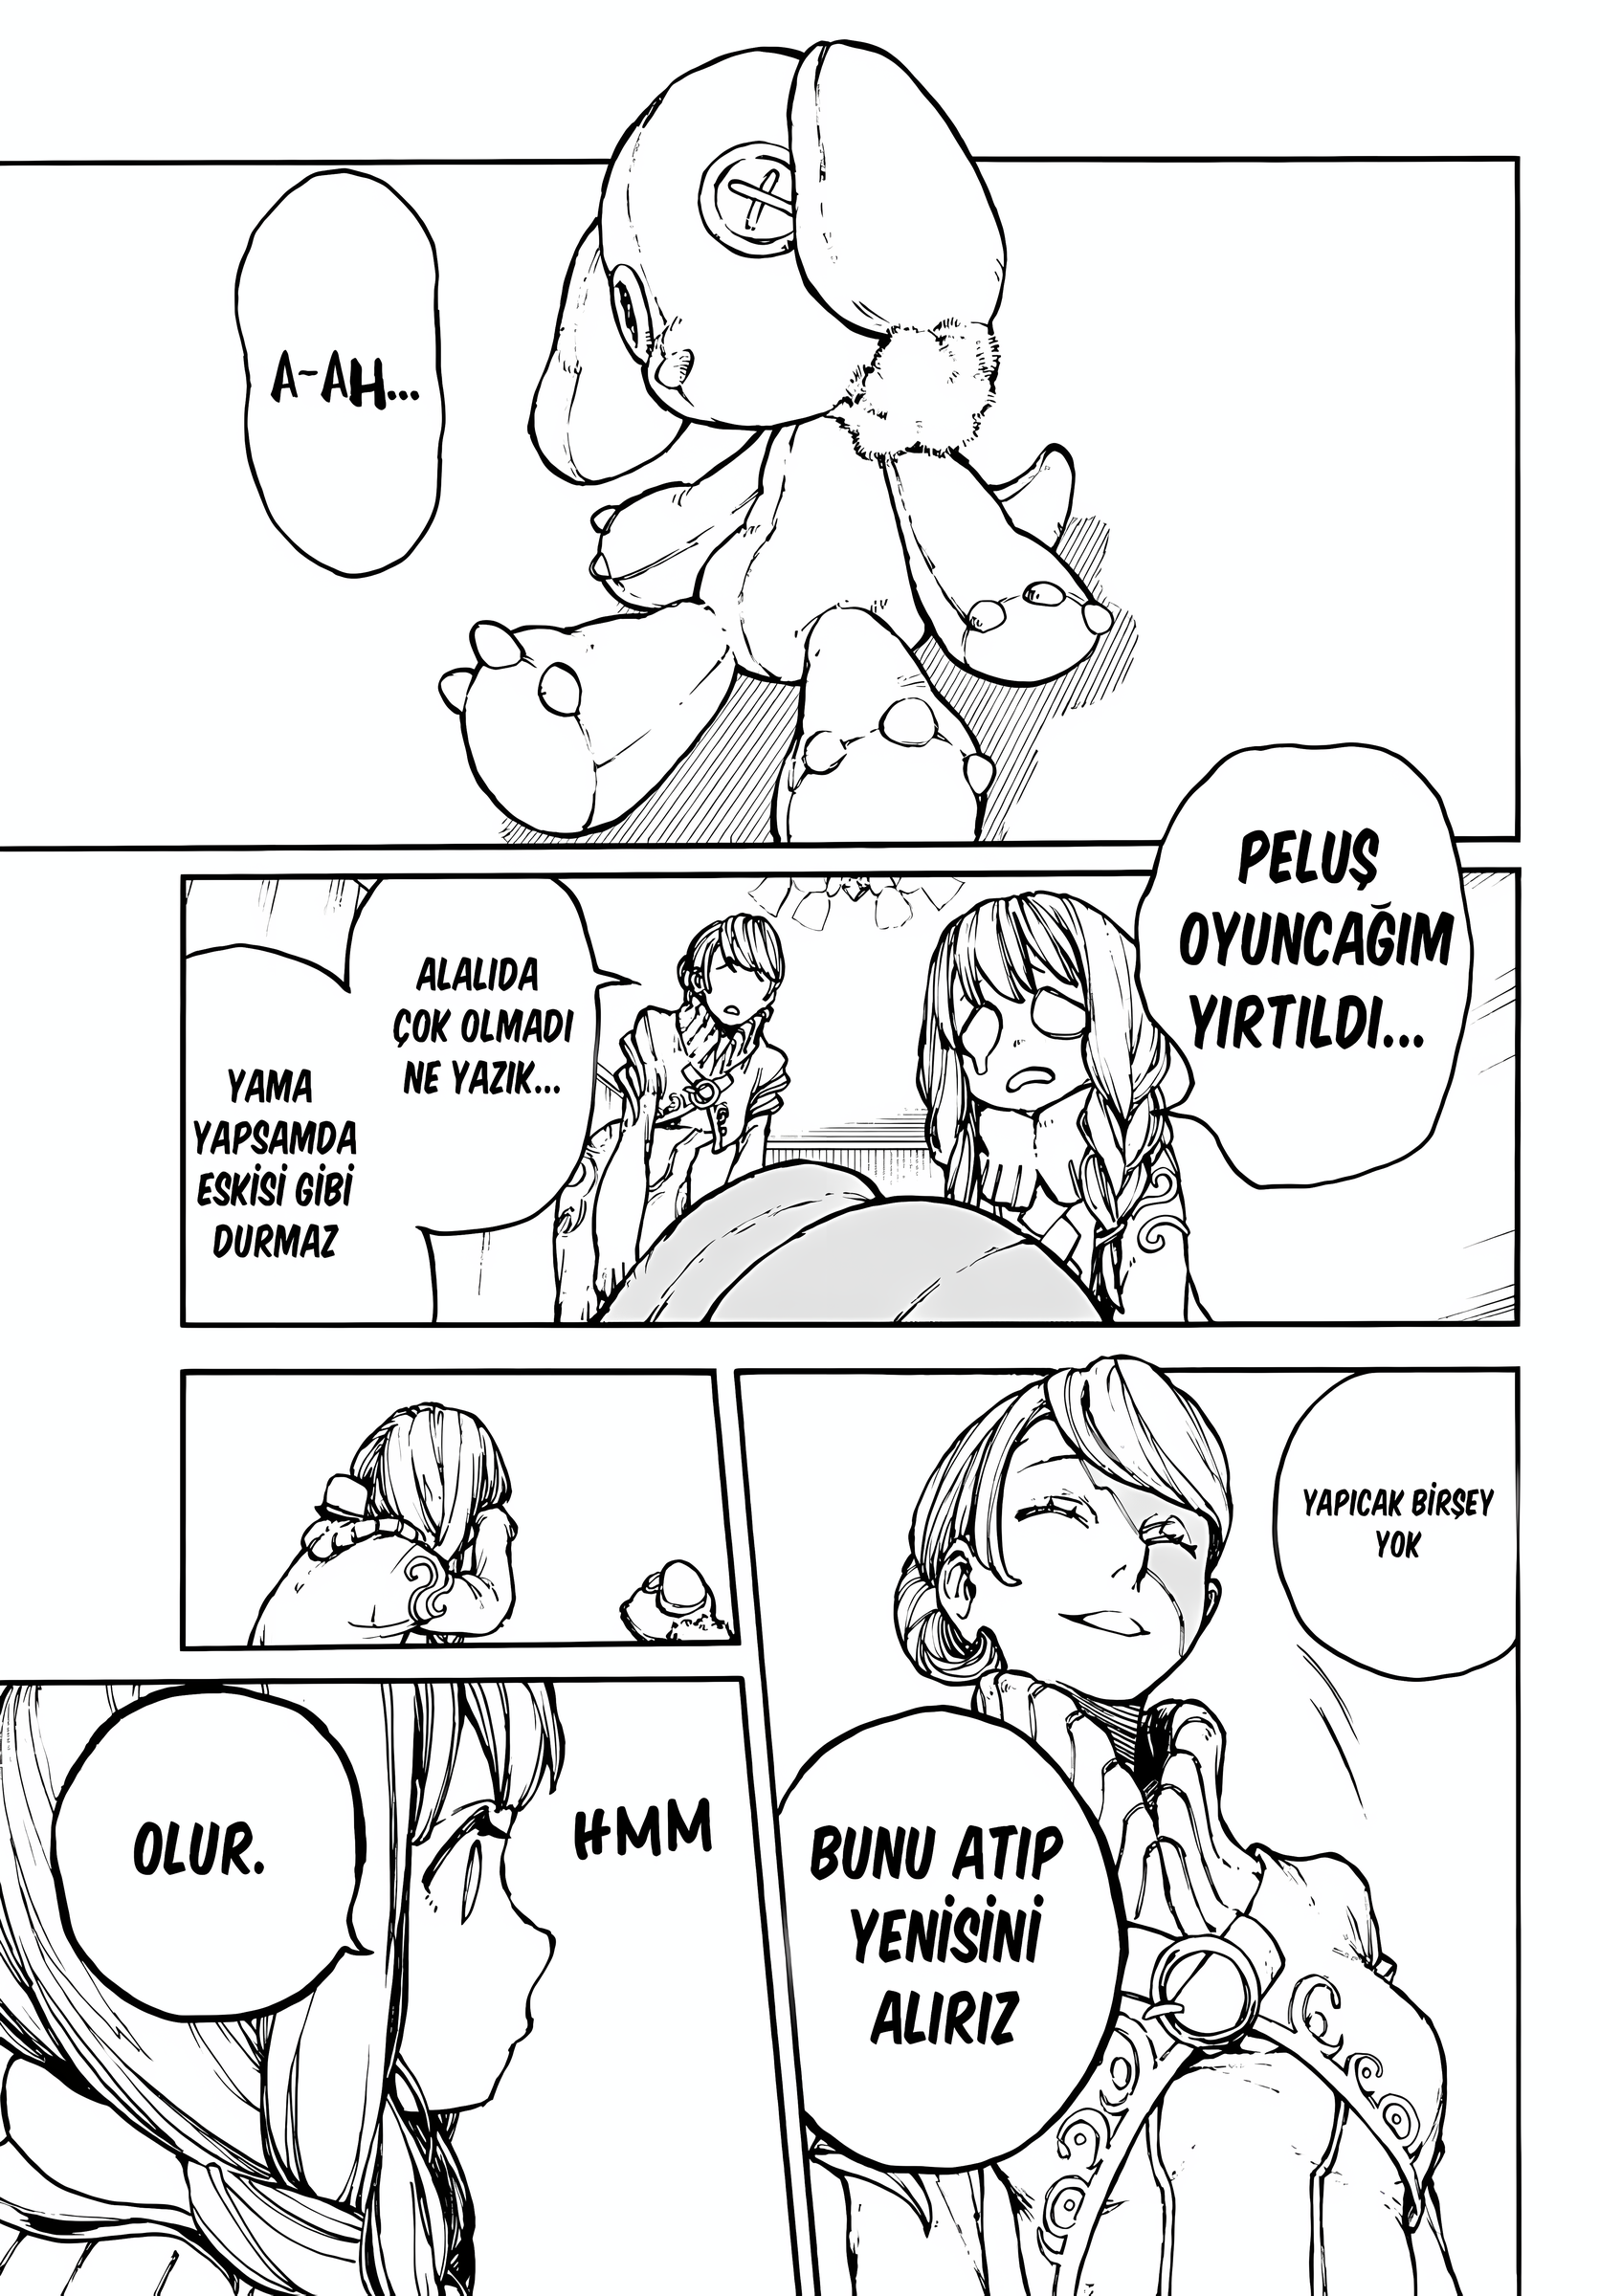 A-AH...
PELUŞ
OYUNCAĞIM
YIRTILDI...
ALALIDA
ÇOK OLMADI
NE YAZIK...
YAMA
YAPSAMDA
ESKİSİ GİBİ
DURMAZ
YAPICAK BİRŞEY
YOK
BUNU ATIP
YENİSİNİ
ALIRIZ
HMM
OLUR.